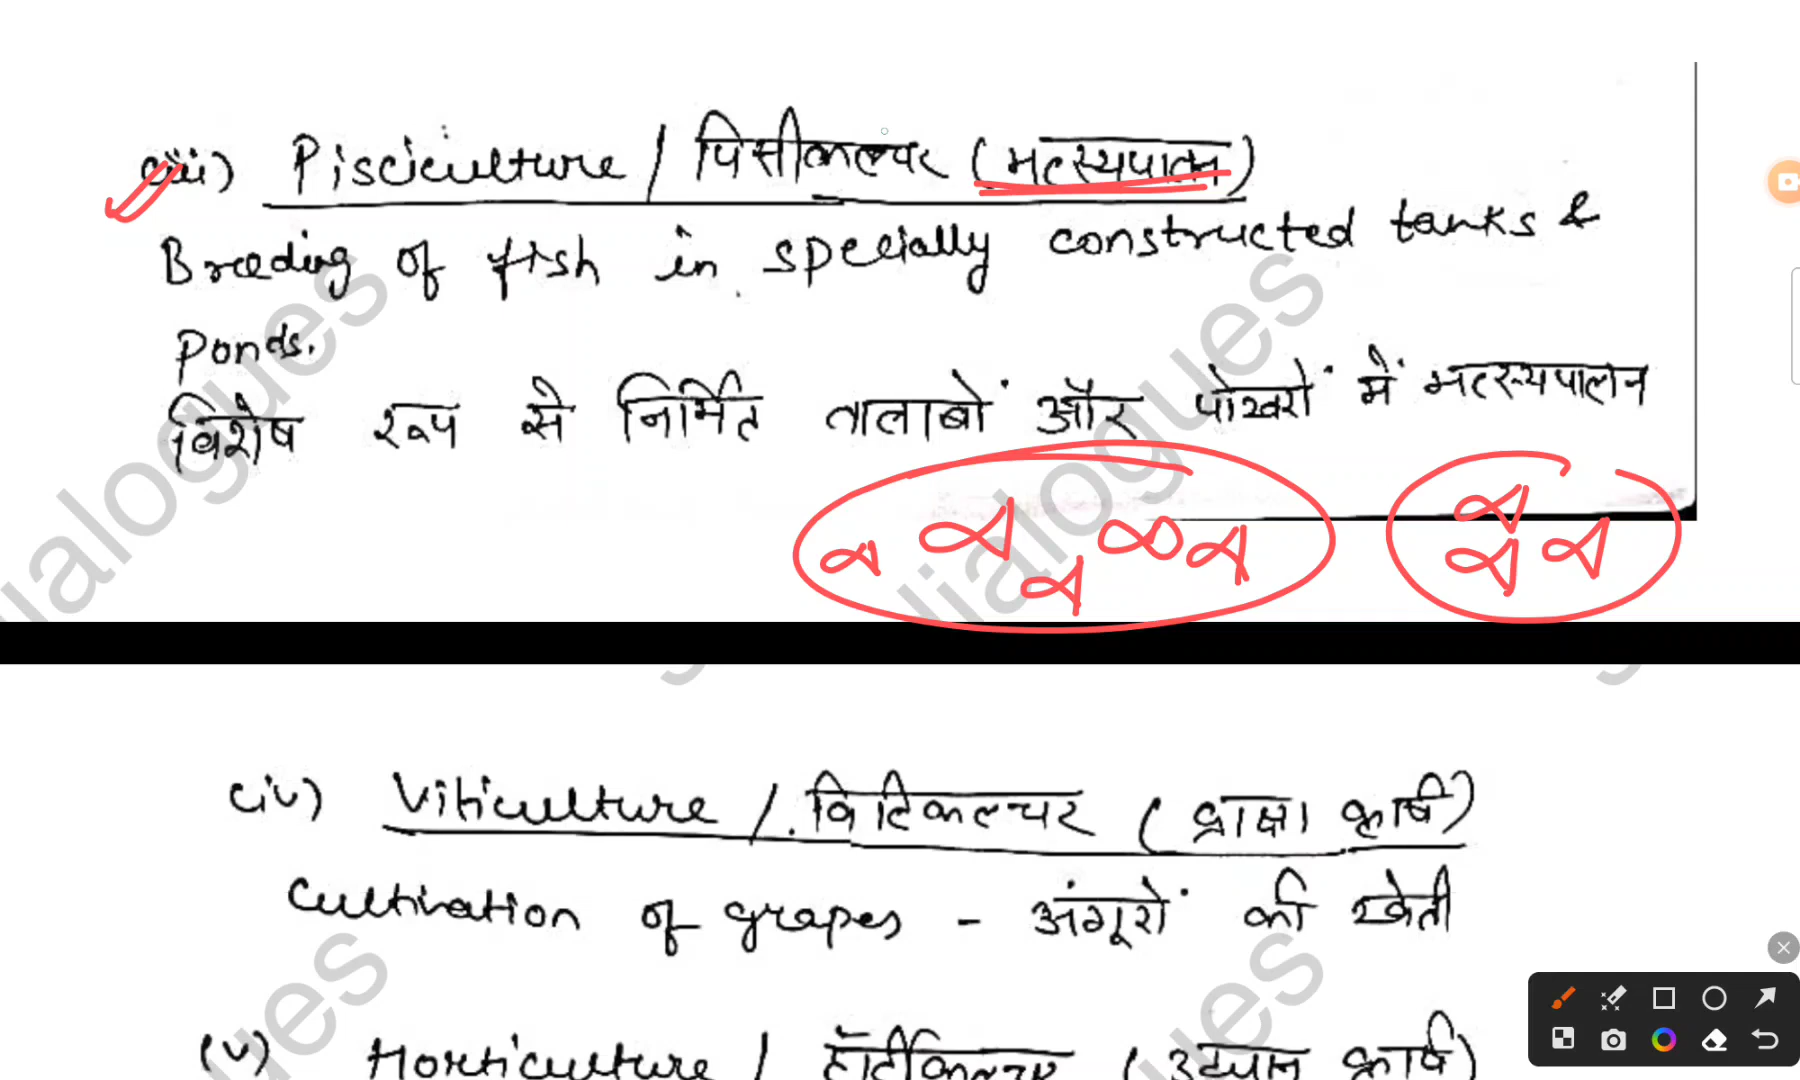 (iii) Pisciculture / पिसीकल्चर (मत्स्यपालन)
Breeding of fish in specially constructed tanks &
Ponds.
विशेष रूप से निर्मित तालाबों और पोखरों में मत्स्यपालन
(iv) Viticulture / विटिकल्चर (द्राक्षा कृषि)
Cultivation of grapes - अंगूरों की खेती
(v) Horticulture / हॉर्टीकल्चर (उद्यान कृषि)